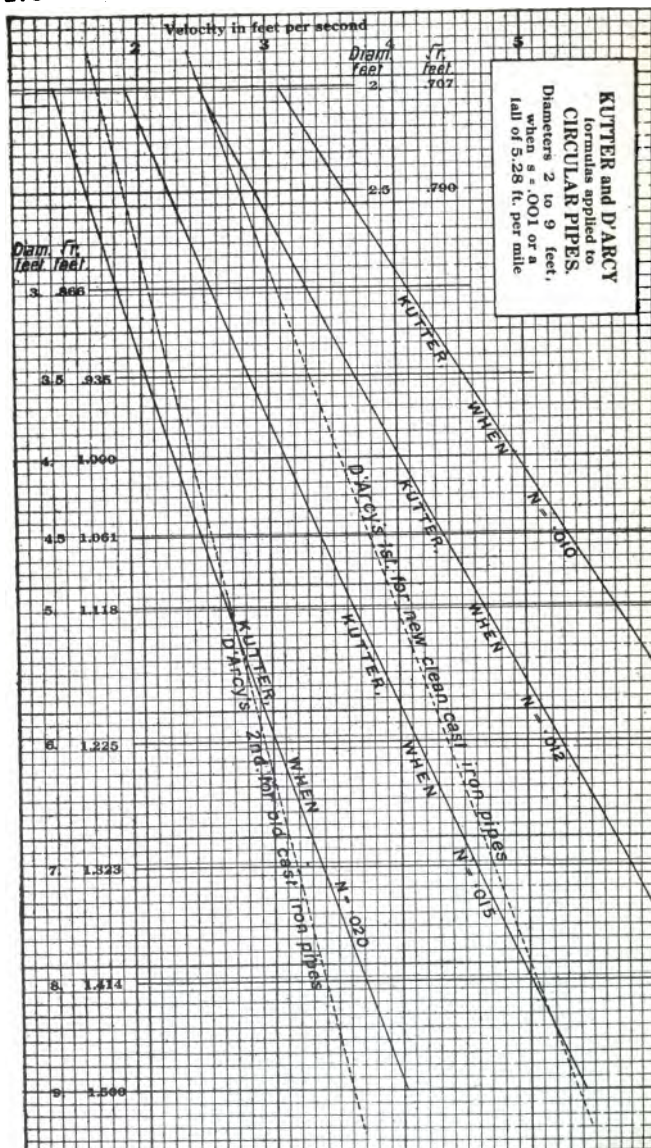 Velocity in feet per second
2 3 4 5
Diam. √r,
feet feet
2. .707
2.5 .790
KUTTER and D'ARCY
formulas applied to
CIRCULAR PIPES.
Diameters 2 to 9 feet,
when s = .001 or a
fall of 5.28 ft. per mile
Diam. √r,
feet feet.
3. .866
3.5 .935
4. 1.000
4.5 1.061
5. 1.118
6. 1.225
7. 1.323
8. 1.414
9. 1.500
KUTTER, WHEN N = .010
KUTTER, WHEN N = .012
D'Arcy's 1st. for new clean cast iron pipes
KUTTER, WHEN N = .015
KUTTER, WHEN N = .020
D'Arcy's 2nd. for old cast iron pipes